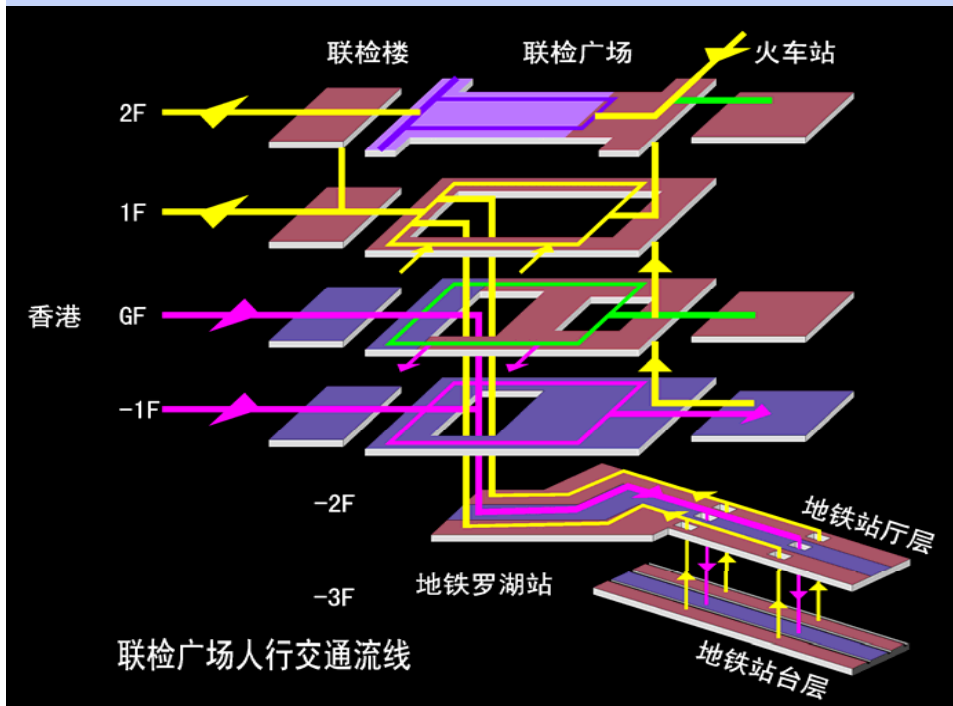 联检楼 联检广场 火车站
2F
1F
香港 GF
-1F
-2F
地铁站厅层
地铁罗湖站
-3F
联检广场人行交通流线
地铁站台层